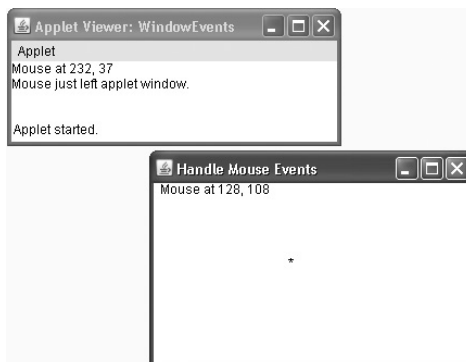 Applet Viewer: WindowEvents
Applet
Mouse at 232, 37
Mouse just left applet window.
Applet started.
Handle Mouse Events
Mouse at 128, 108
*